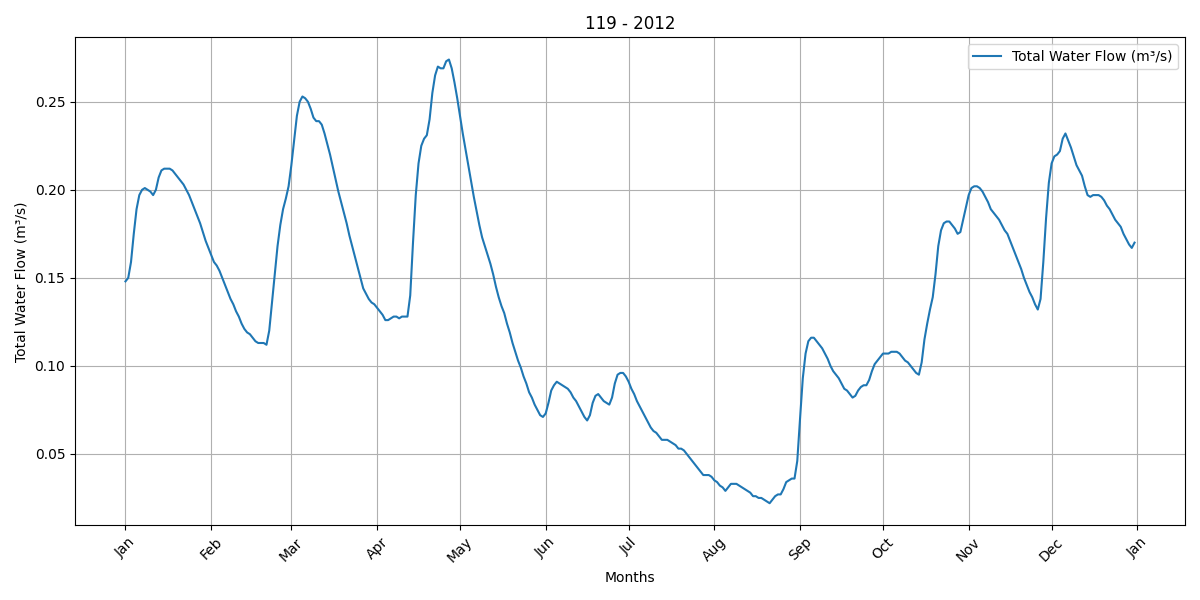 119 - 2012
Total Water Flow (m³/s)
Total Water Flow (m³/s)
0.25
0.20
0.15
0.10
0.05
Jan Feb Mar Apr May Jun Jul Aug Sep Oct Nov Dec Jan
Months